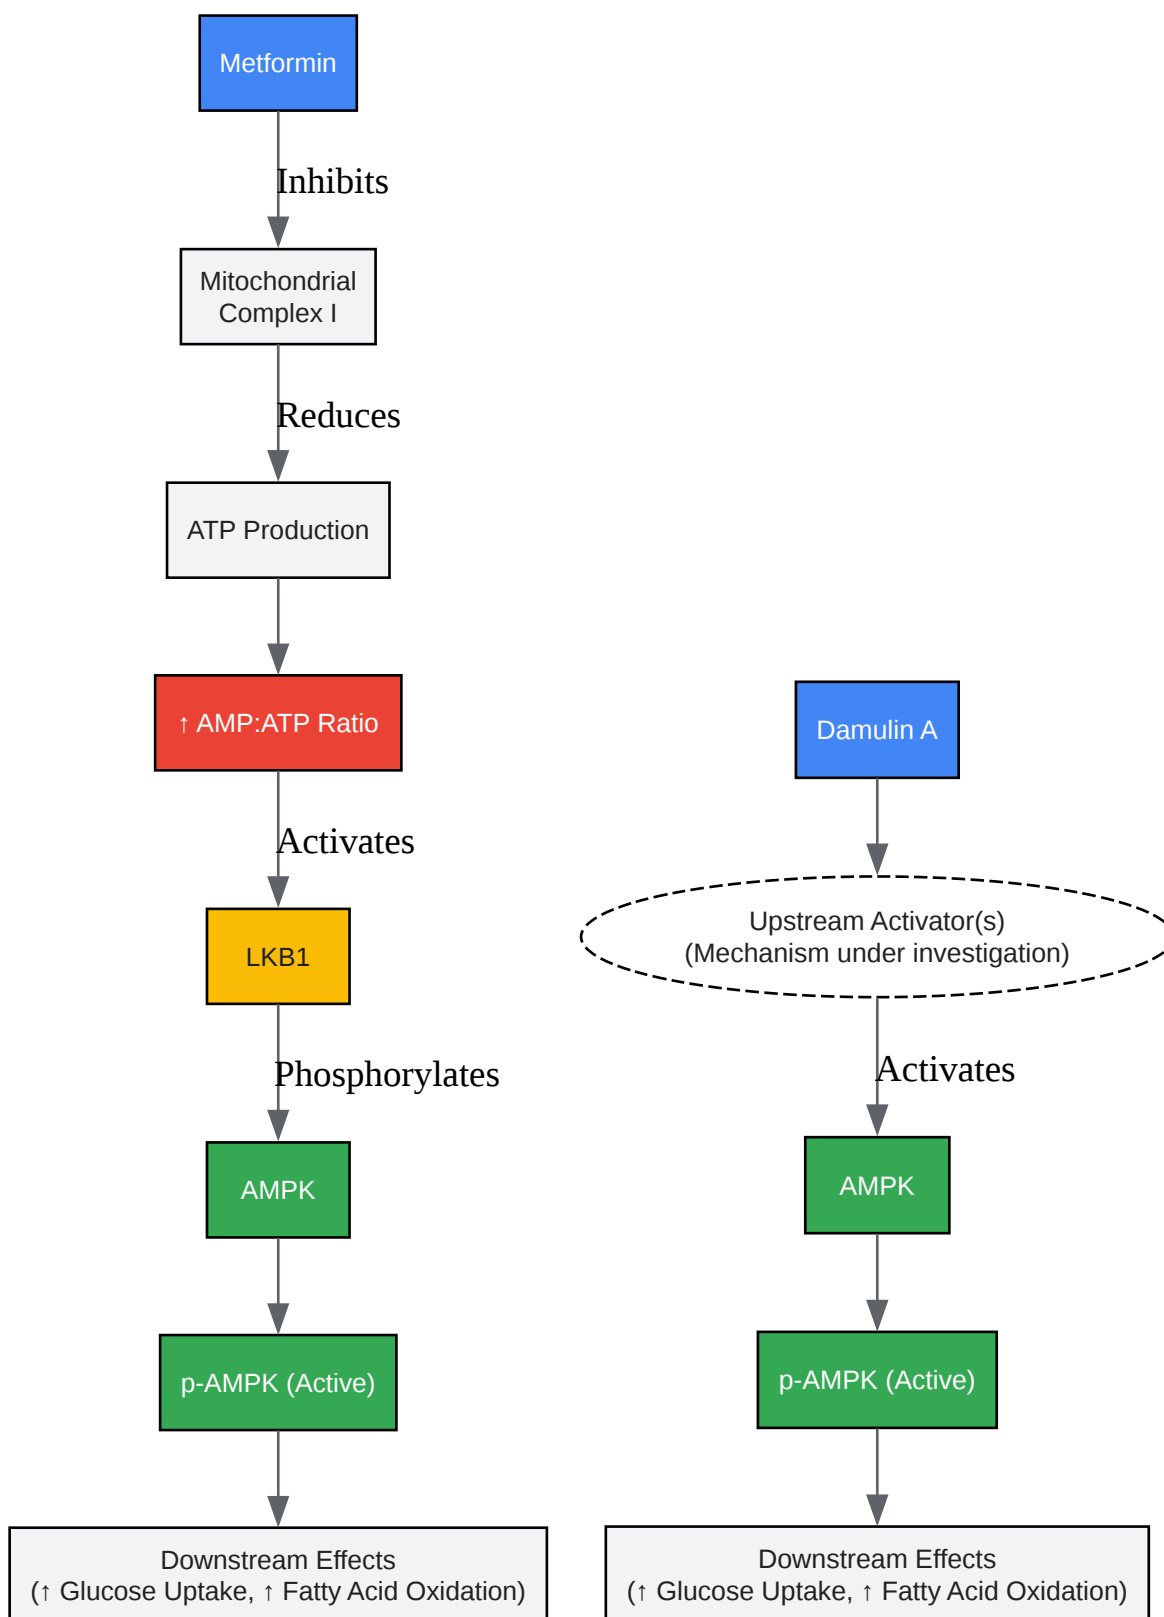 Metformin
Inhibits
Mitochondrial
Complex I
Reduces
ATP Production
↑ AMP:ATP Ratio
Activates
LKB1
Phosphorylates
AMPK
p-AMPK (Active)
Downstream Effects
(↑ Glucose Uptake, ↑ Fatty Acid Oxidation)
Damulin A
Upstream Activator(s)
(Mechanism under investigation)
Activates
AMPK
p-AMPK (Active)
Downstream Effects
(↑ Glucose Uptake, ↑ Fatty Acid Oxidation)